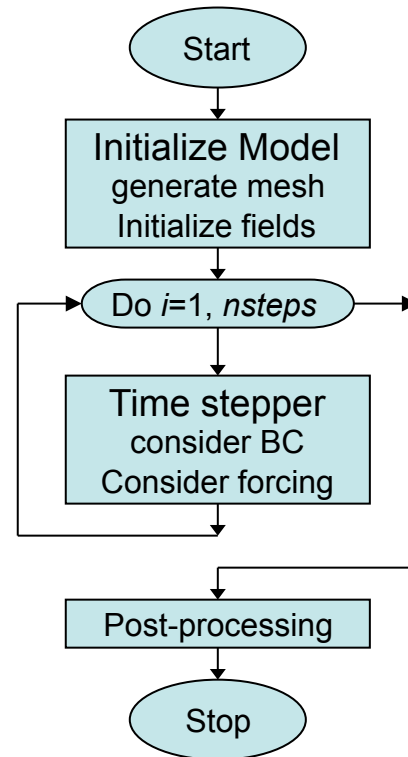 Start
Initialize Model
generate mesh
Initialize fields
Do i=1, nsteps
Time stepper
consider BC
Consider forcing
Post-processing
Stop